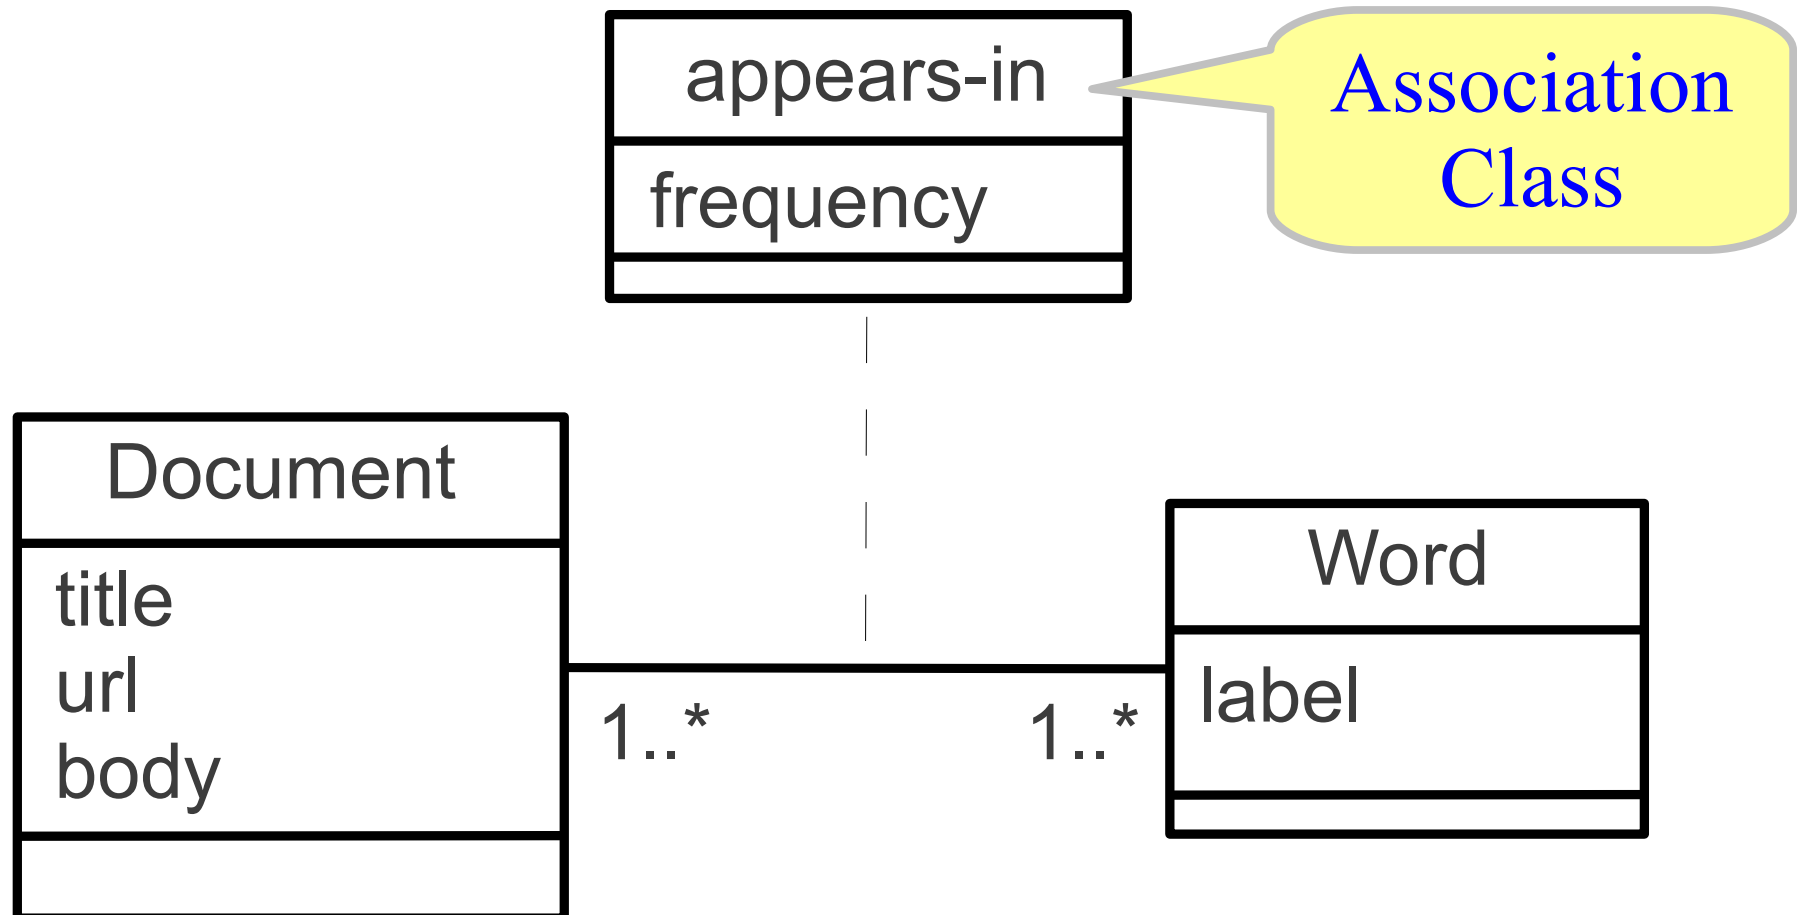 appears-in
frequency
Association
Class
Document
title
url
body
1..*
1..*
Word
label